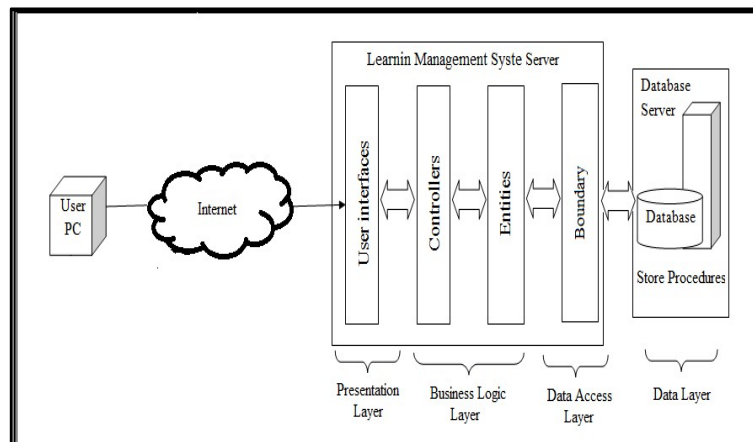 Learnin Management Syste Server
User
PC
Internet
User interfaces
Controllers
Entities
Boundary
Database
Server
Database
Store Procedures
Presentation
Layer
Business Logic
Layer
Data Access
Layer
Data Layer